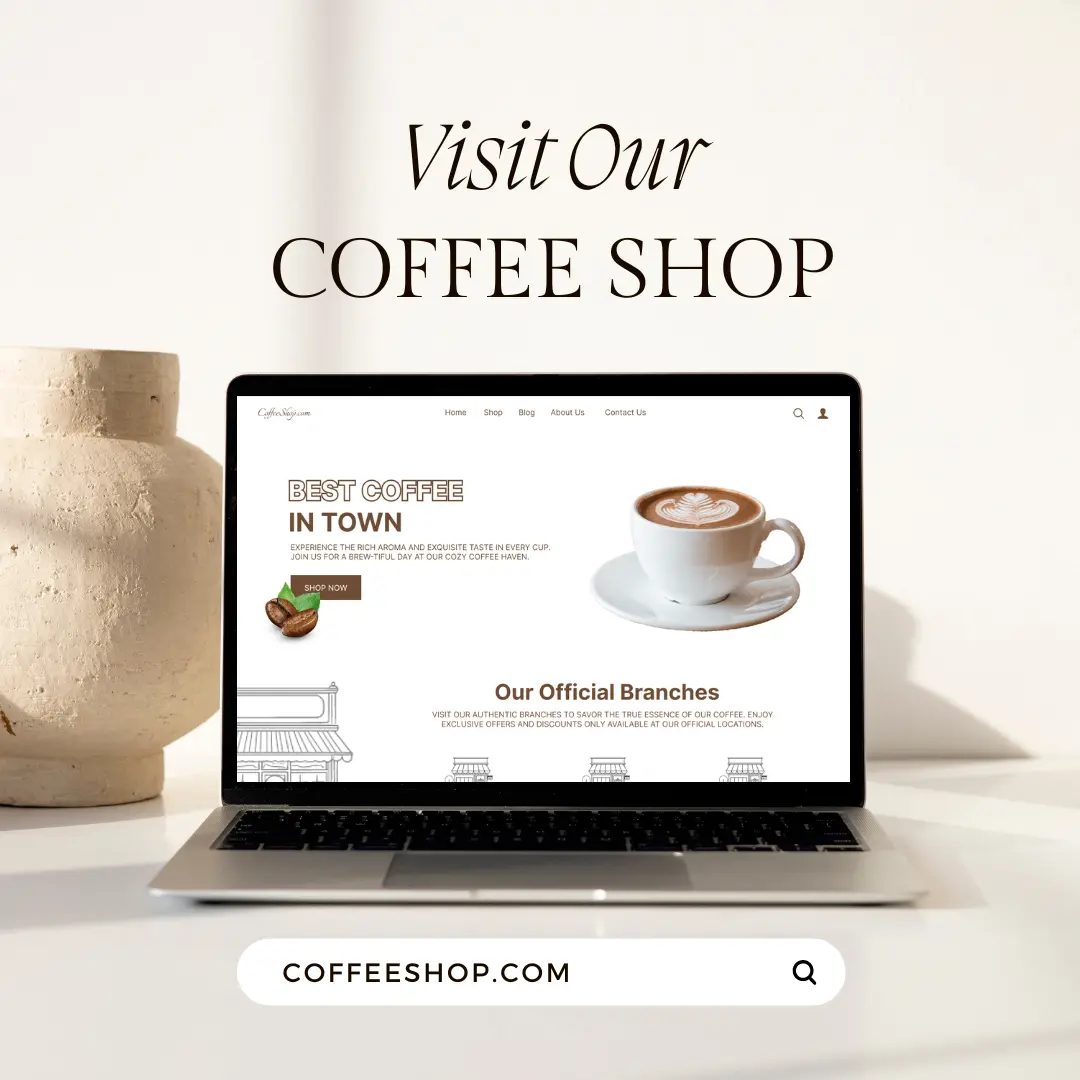 Visit Our
COFFEE SHOP
CoffeeShop.com
Home Shop Blog About Us Contact Us
BEST COFFEE
IN TOWN
EXPERIENCE THE RICH AROMA AND EXQUISITE TASTE IN EVERY CUP.
JOIN US FOR A BREW-TIFUL DAY AT OUR COZY COFFEE HAVEN.
SHOP NOW
Our Official Branches
VISIT OUR AUTHENTIC BRANCHES TO SAVOR THE TRUE ESSENCE OF OUR COFFEE. ENJOY
EXCLUSIVE OFFERS AND DISCOUNTS ONLY AVAILABLE AT OUR OFFICIAL LOCATIONS.
COFFEESHOP.COM